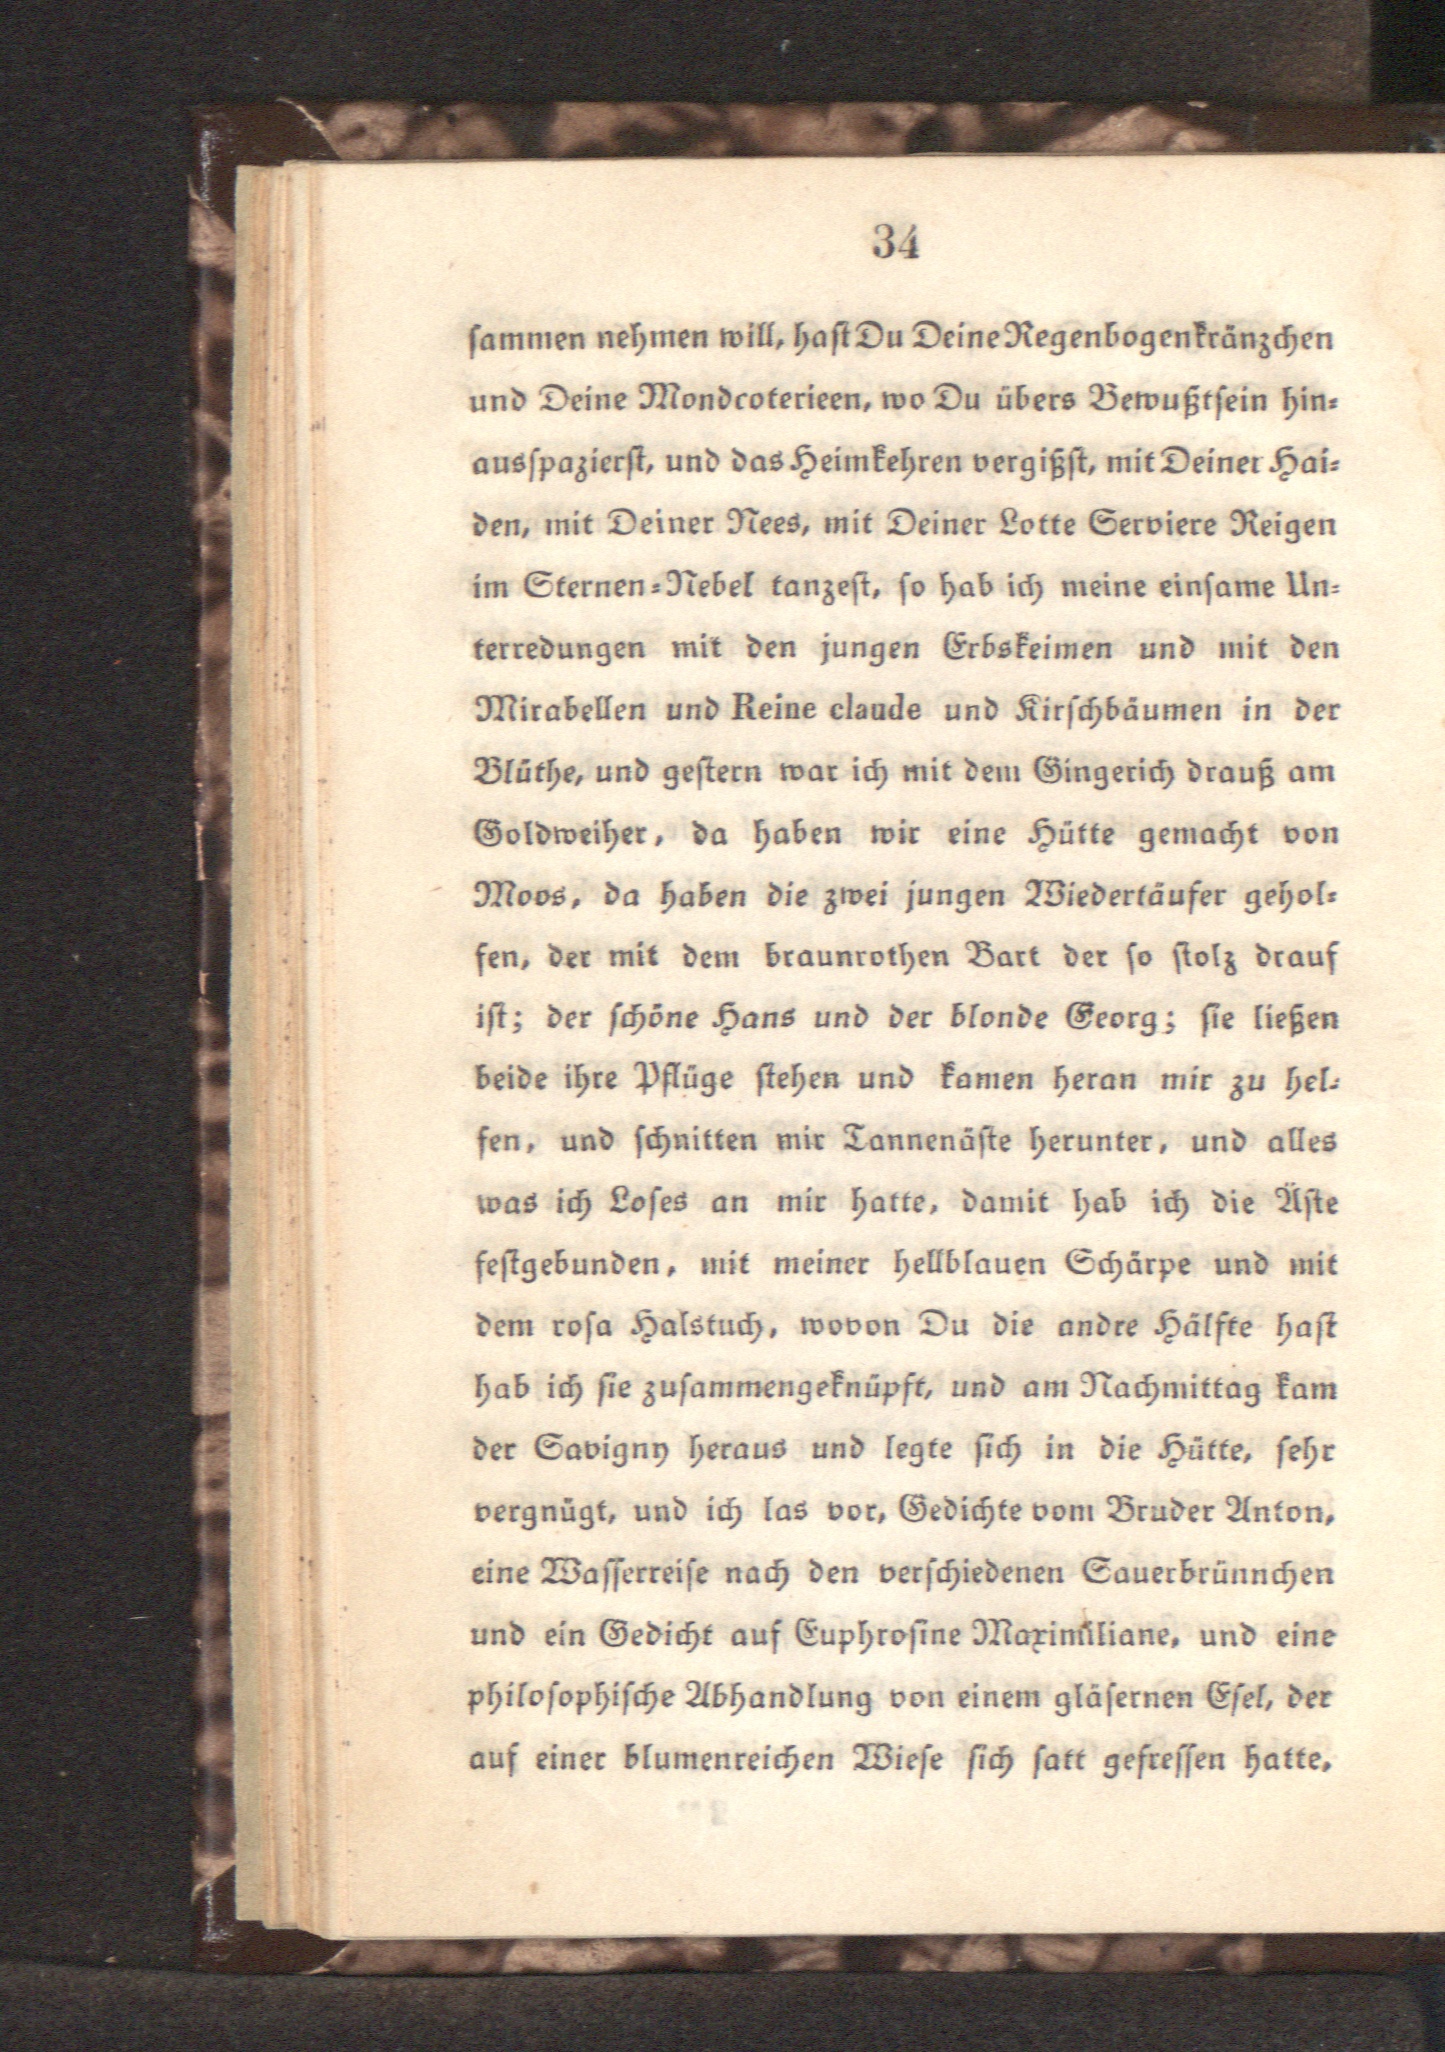 34
sammen nehmen will, hast Du Deine Regenbogenkränzchen
und Deine Mondcoterieen, wo Du übers Bewußtsein hin-
ausspazierst, und das Heimkehren vergißst, mit Deiner Hai-
den, mit Deiner Nees, mit Deiner Lotte Serviere Reigen
im Sternen-Nebel tanzest, so hab ich meine einsame Un-
terredungen mit den jungen Erbskeimen und mit den
Mirabellen und Reine claude und Kirschbäumen in der
Blüthe, und gestern war ich mit dem Gingerich drauß am
Goldweiher, da haben wir eine Hütte gemacht von
Moos, da haben die zwei jungen Wiedertäufer gehol-
fen, der mit dem braunrothen Bart der so stolz drauf
ist; der schöne Hans und der blonde Georg; sie ließen
beide ihre Pflüge stehen und kamen heran mir zu hel-
fen, und schnitten mir Tannenäste herunter, und alles
was ich Loses an mir hatte, damit hab ich die Äste
festgebunden, mit meiner hellblauen Schärpe und mit
dem rosa Halstuch, wovon Du die andre Hälfte hast
hab ich sie zusammengeknüpft, und am Nachmittag kam
der Savigny heraus und legte sich in die Hütte, sehr
vergnügt, und ich las vor, Gedichte vom Bruder Anton,
eine Wasserreise nach den verschiedenen Sauerbrünnchen
und ein Gedicht auf Euphrosine Maximiliane, und eine
philosophische Abhandlung von einem gläsernen Esel, der
auf einer blumenreichen Wiese sich satt gefressen hatte,